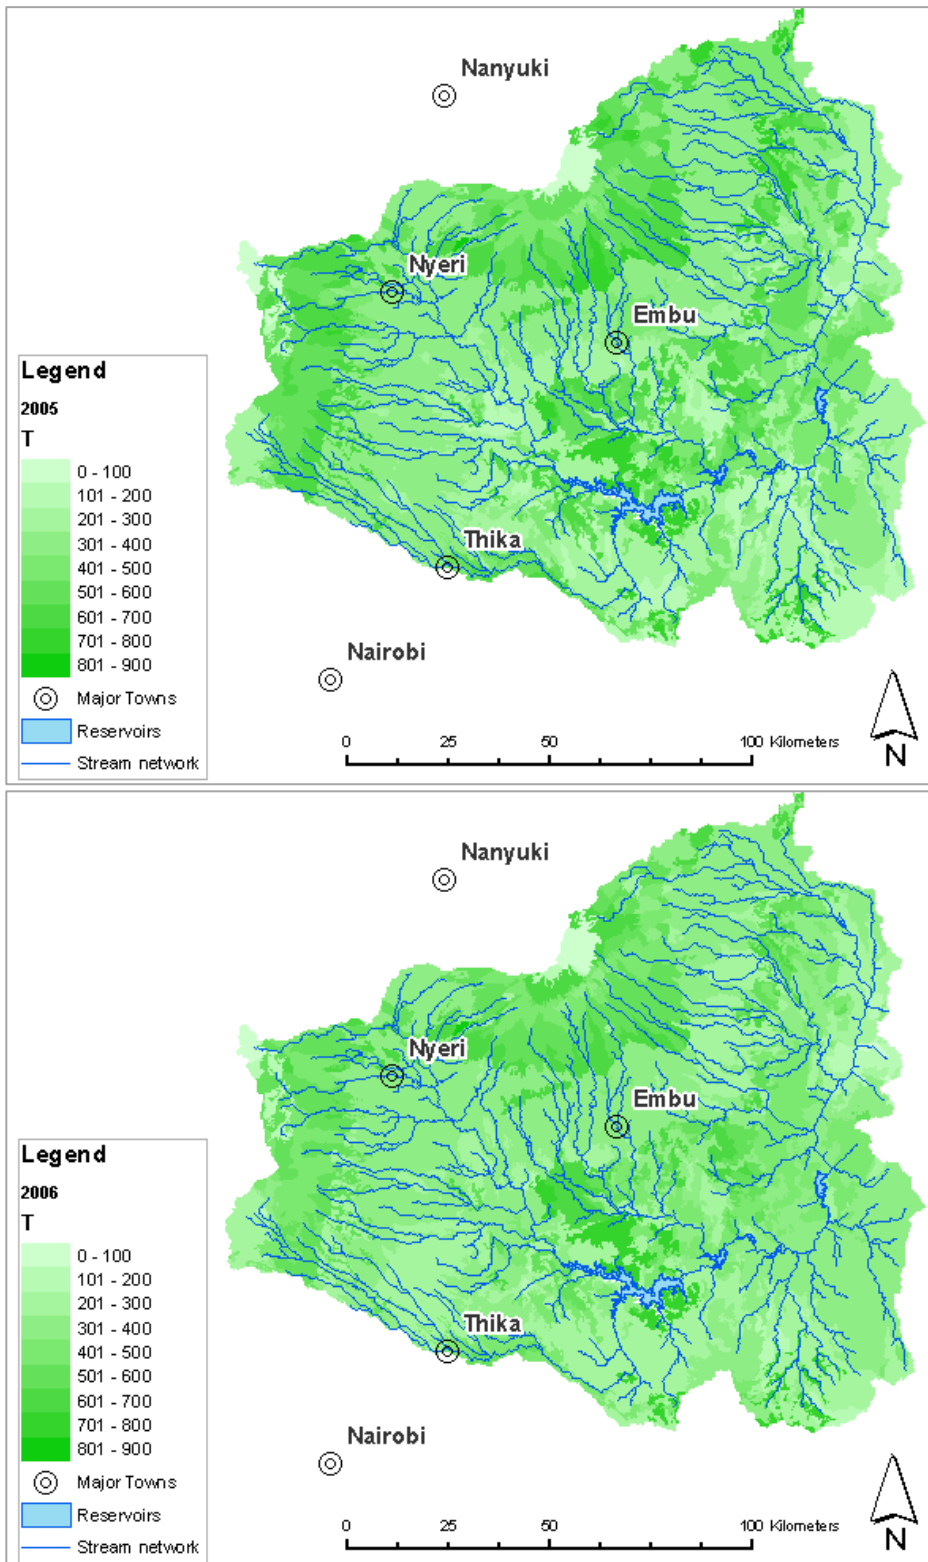 Nanyuki
Nyeri
Embu
Legend
2005
T
0 - 100
101 - 200
201 - 300
301 - 400
401 - 500
501 - 600
601 - 700
701 - 800
801 - 900
Major Towns
Reservoirs
Stream network
Thika
Nairobi
0 25 50 100 Kilometers
N
Nanyuki
Nyeri
Embu
Legend
2006
T
0 - 100
101 - 200
201 - 300
301 - 400
401 - 500
501 - 600
601 - 700
701 - 800
801 - 900
Major Towns
Reservoirs
Stream network
Thika
Nairobi
0 25 50 100 Kilometers
N